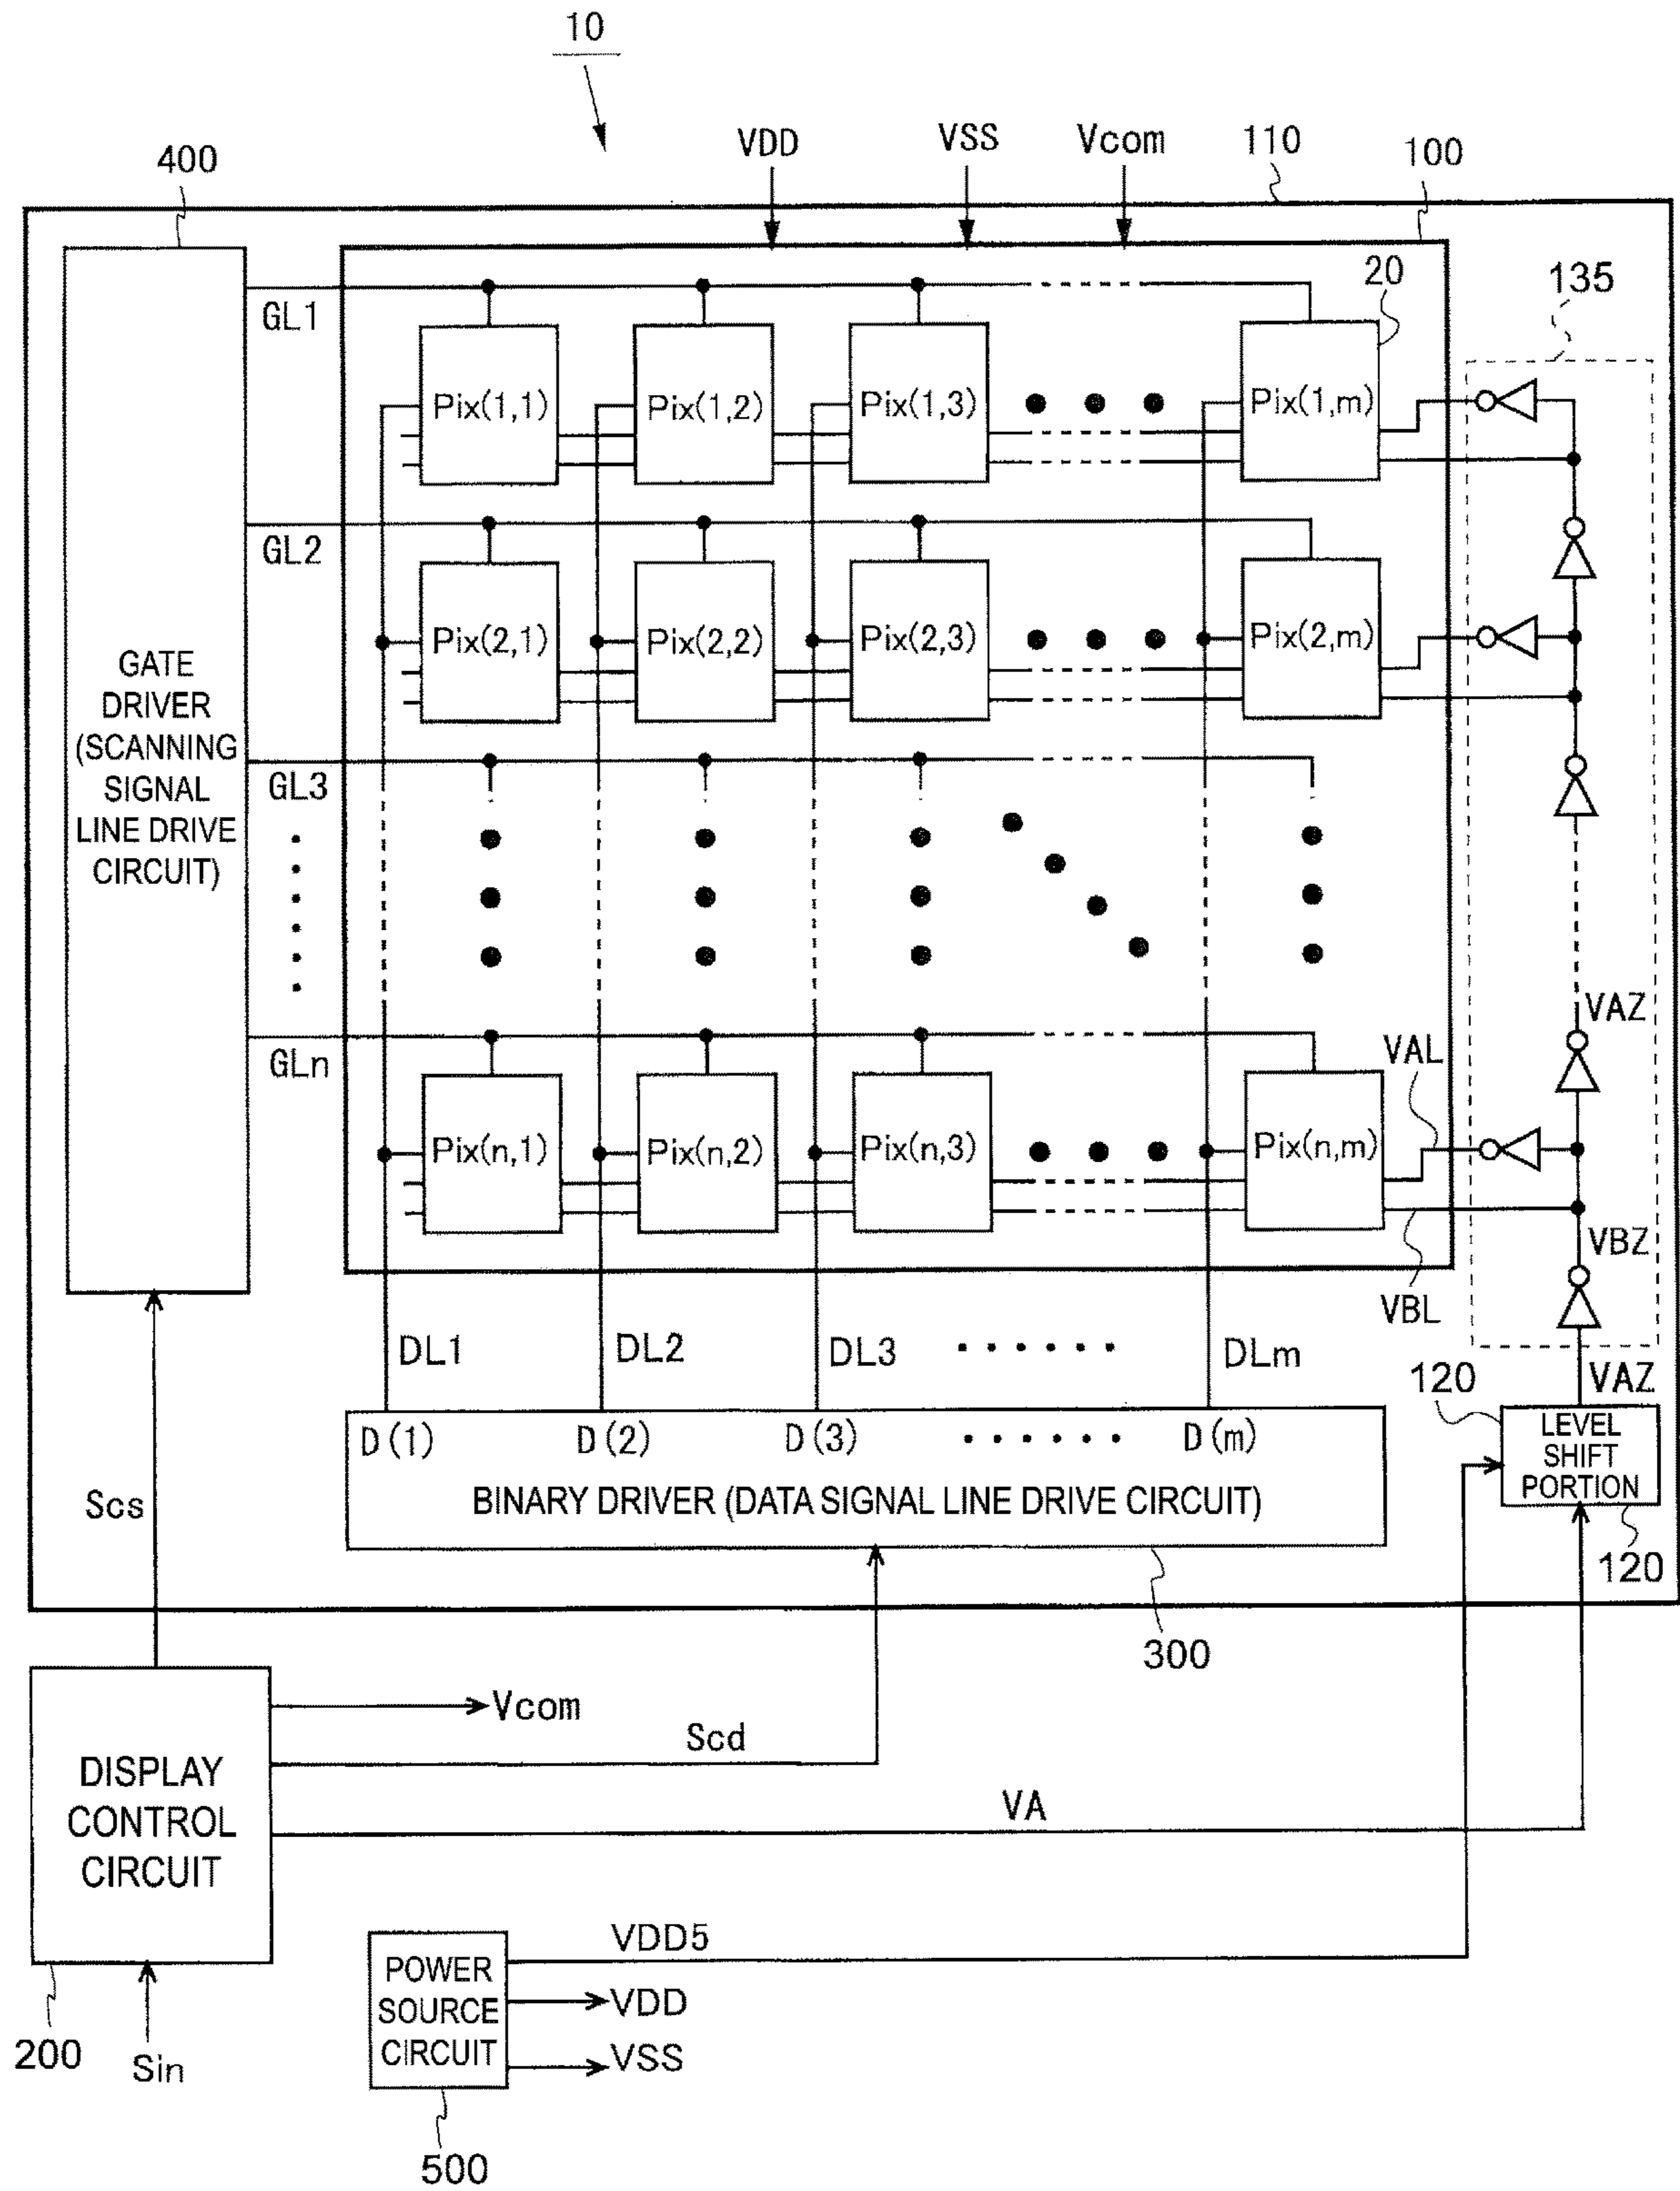 10
VDD
VSS
Vcom
110
100
400
20
135
GL1
Pix(1,1)
Pix(1,2)
Pix(1,3)
Pix(1,m)
GL2
Pix(2,1)
Pix(2,2)
Pix(2,3)
Pix(2,m)
GATE
DRIVER
(SCANNING
SIGNAL
LINE DRIVE
CIRCUIT)
GL3
VAZ
VAL
GLn
Pix(n,1)
Pix(n,2)
Pix(n,3)
Pix(n,m)
VBZ
VBL
DL1
DL2
DL3
DLm
VAZ
120
D(1)
D(2)
D(3)
D(m)
LEVEL
SHIFT
PORTION
BINARY DRIVER (DATA SIGNAL LINE DRIVE CIRCUIT)
Scs
120
300
Vcom
Scd
DISPLAY
CONTROL
CIRCUIT
VA
VDD5
POWER
SOURCE
CIRCUIT
VDD
VSS
200
Sin
500